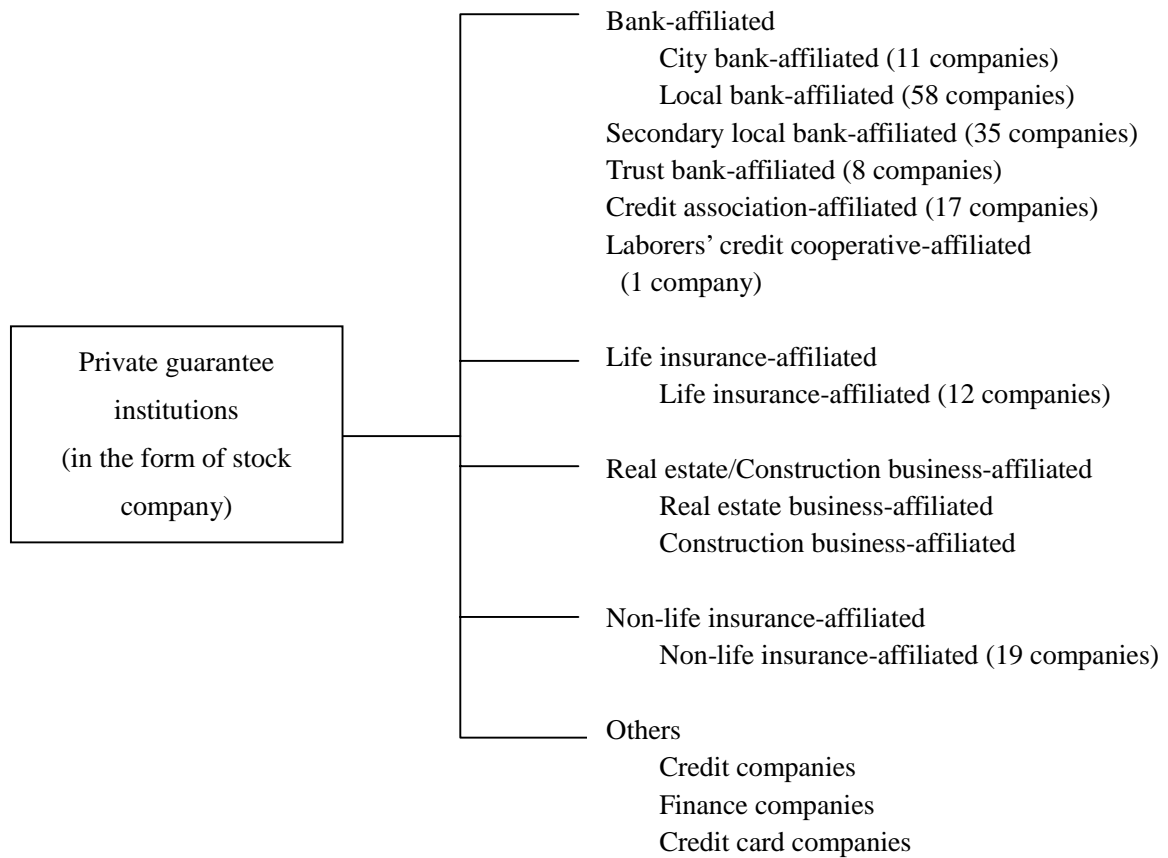 Private guarantee
institutions
(in the form of stock
company)
Bank-affiliated
City bank-affiliated (11 companies)
Local bank-affiliated (58 companies)
Secondary local bank-affiliated (35 companies)
Trust bank-affiliated (8 companies)
Credit association-affiliated (17 companies)
Laborers’ credit cooperative-affiliated
(1 company)
Life insurance-affiliated
Life insurance-affiliated (12 companies)
Real estate/Construction business-affiliated
Real estate business-affiliated
Construction business-affiliated
Non-life insurance-affiliated
Non-life insurance-affiliated (19 companies)
Others
Credit companies
Finance companies
Credit card companies